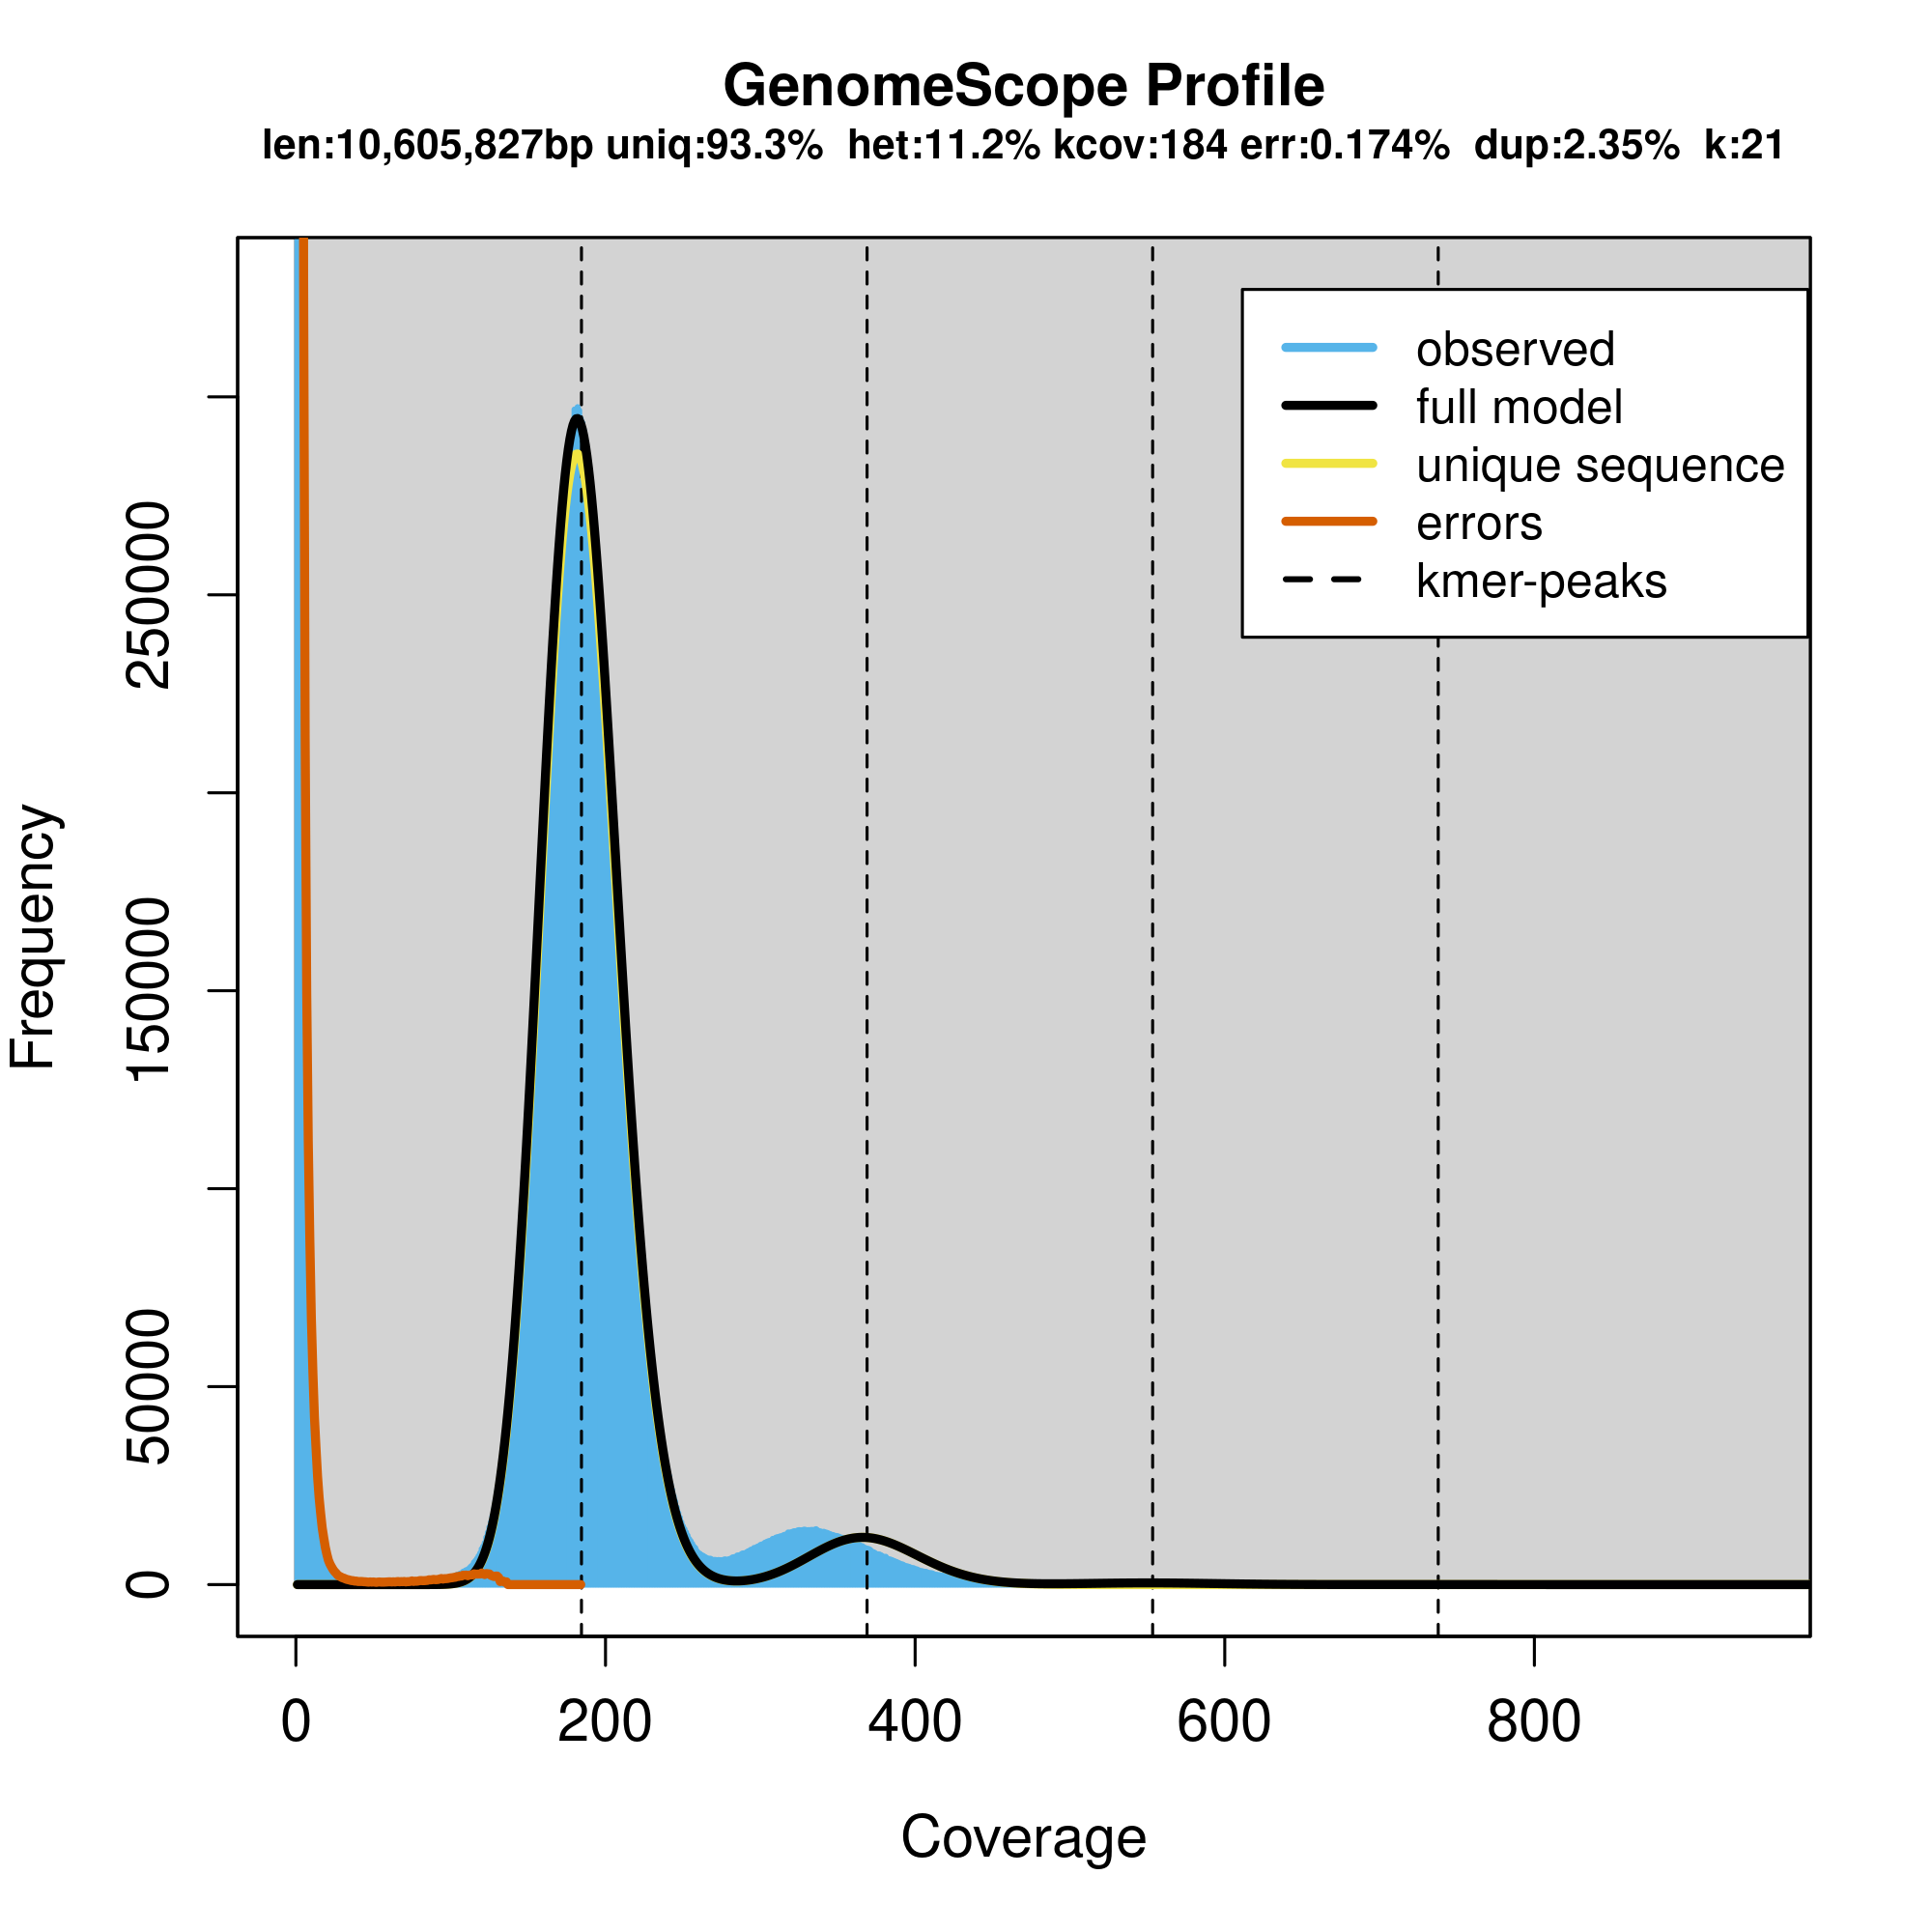 GenomeScope Profile
len:10,605,827bp uniq:93.3% het:11.2% kcov:184 err:0.174% dup:2.35% k:21
observed
full model
unique sequence
errors
kmer-peaks
Frequency
250000
150000
50000
0
0 200 400 600 800
Coverage